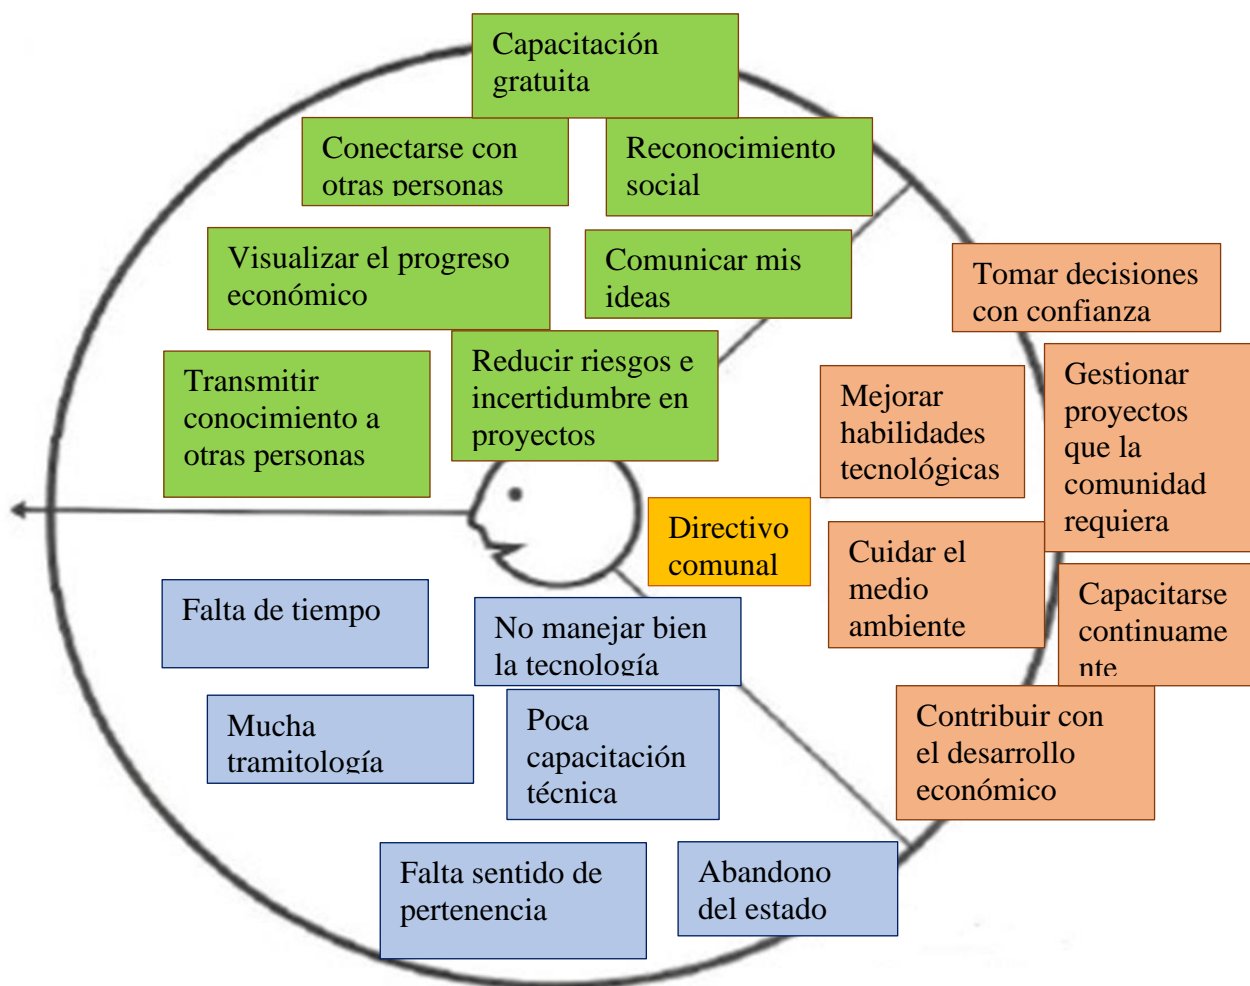 Capacitación
gratuita
Conectarse con
otras personas
Reconocimiento
social
Visualizar el progreso
económico
Comunicar mis
ideas
Transmitir
conocimiento a
otras personas
Reducir riesgos e
incertidumbre en
proyectos
Tomar decisiones
con confianza
Mejorar
habilidades
tecnológicas
Gestionar
proyectos
que la
comunidad
requiera
Directivo
comunal
Cuidar el
medio
ambiente
Capacitarse
continuame
nte
Contribuir con
el desarrollo
económico
Falta de tiempo
No manejar bien
la tecnología
Mucha
tramitología
Poca
capacitación
técnica
Falta sentido de
pertenencia
Abandono
del estado